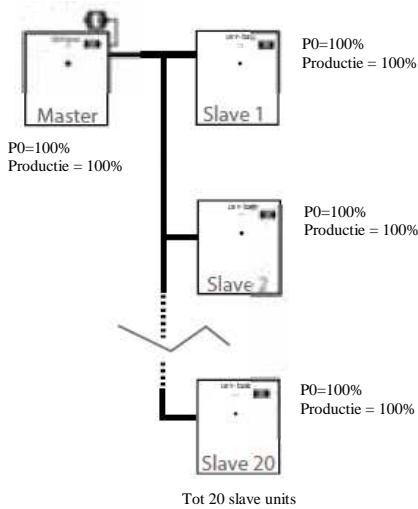 P0=100%
Productie = 100%
Master
Slave 1
P0=100%
Productie = 100%
P0=100%
Productie = 100%
Slave 2
P0=100%
Productie = 100%
Slave 20
Tot 20 slave units